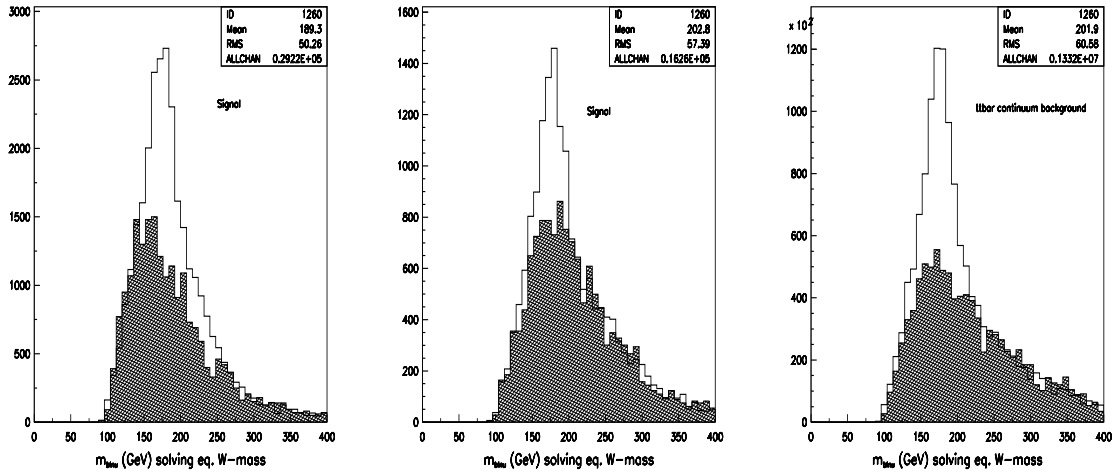 ID 1260
Mean 189.3
RMS 50.26
ALLCHAN 0.2922E+05
Signal
3000
2500
2000
1500
1000
500
0
0 50 100 150 200 250 300 350 400
(GeV) solving eq. W-mass
ID 1260
Mean 202.8
RMS 57.39
ALLCHAN 0.1626E+05
Signal
1600
1400
1200
1000
800
600
400
200
0
0 50 100 150 200 250 300 350 400
(GeV) solving eq. W-mass
ID 1260
Mean 201.9
RMS 60.58
ALLCHAN 0.1332E+07
continuum background
1200
1000
800
600
400
200
0
0 50 100 150 200 250 300 350 400
(GeV) solving eq. W-mass